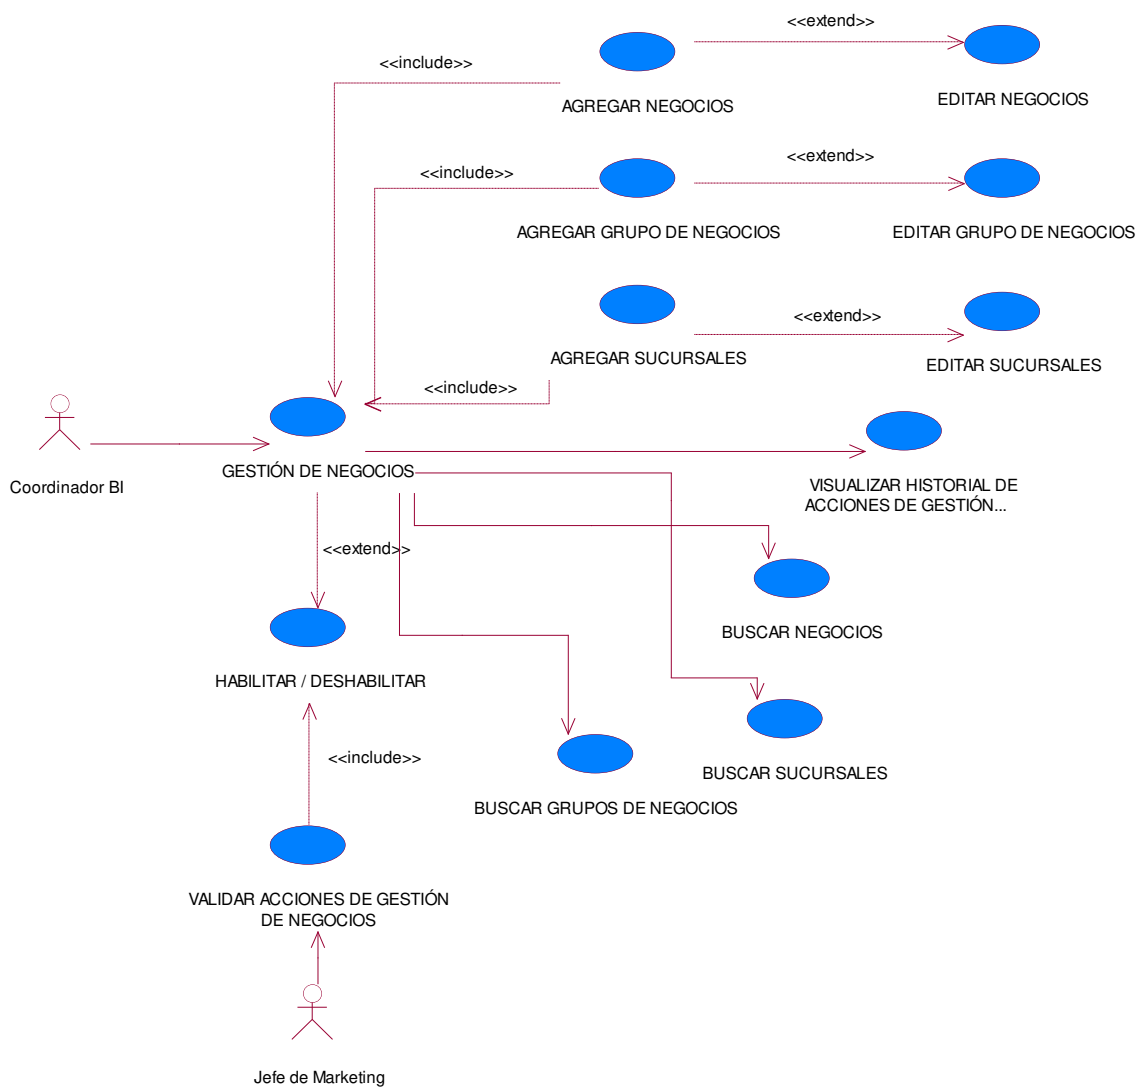 <<extend>>
<<include>>
AGREGAR NEGOCIOS
EDITAR NEGOCIOS
<<extend>>
<<include>>
AGREGAR GRUPO DE NEGOCIOS
EDITAR GRUPO DE NEGOCIOS
<<extend>>
AGREGAR SUCURSALES
EDITAR SUCURSALES
<<include>>
GESTIÓN DE NEGOCIOS
Coordinador BI
VISUALIZAR HISTORIAL DE
ACCIONES DE GESTIÓN...
<<extend>>
BUSCAR NEGOCIOS
HABILITAR / DESHABILITAR
<<include>>
BUSCAR SUCURSALES
BUSCAR GRUPOS DE NEGOCIOS
VALIDAR ACCIONES DE GESTIÓN
DE NEGOCIOS
Jefe de Marketing